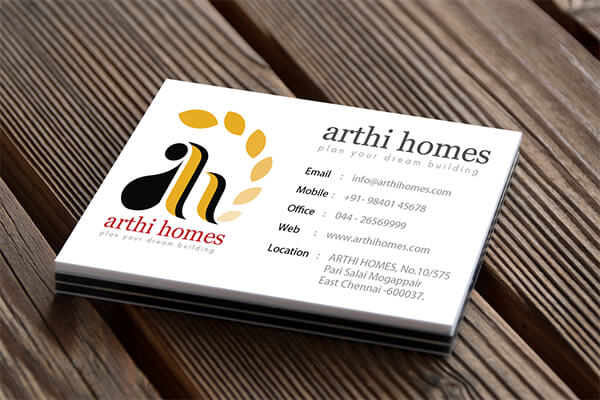 arthi homes
plan your dream building
arthi homes
plan your dream building
Email : info@arthihomes.com
Mobile : +91- 98401 45678
Office : 044 - 26569999
Web : www.arthihomes.com
Location : ARTHI HOMES, No.10/575
Pari Salai Mogappair
East Chennai -600037.